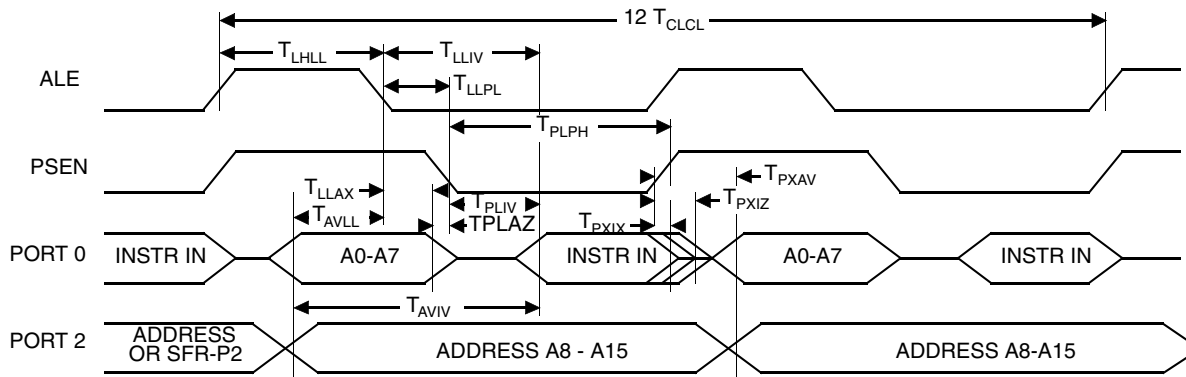 12 TCLCL
TLHLL TLLIV
ALE
TLLPL
TPLPH
PSEN
TLLAX TPXAV
TPLIV TPXIZ
TAVLL TPLAZ TPXIX
PORT 0 INSTR IN A0-A7 INSTR IN A0-A7 INSTR IN
TAVIV
PORT 2 ADDRESS OR SFR-P2 ADDRESS A8 - A15 ADDRESS A8-A15